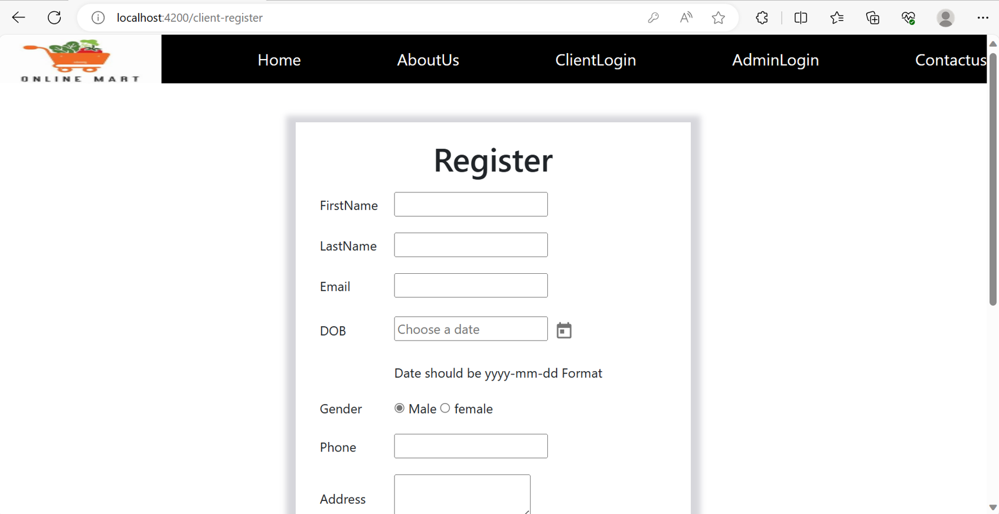 localhost:4200/client-register
ONLINE MART
Home AboutUs ClientLogin AdminLogin Contactus
Register
FirstName
LastName
Email
DOB Choose a date
Date should be yyyy-mm-dd Format
Gender Male female
Phone
Address